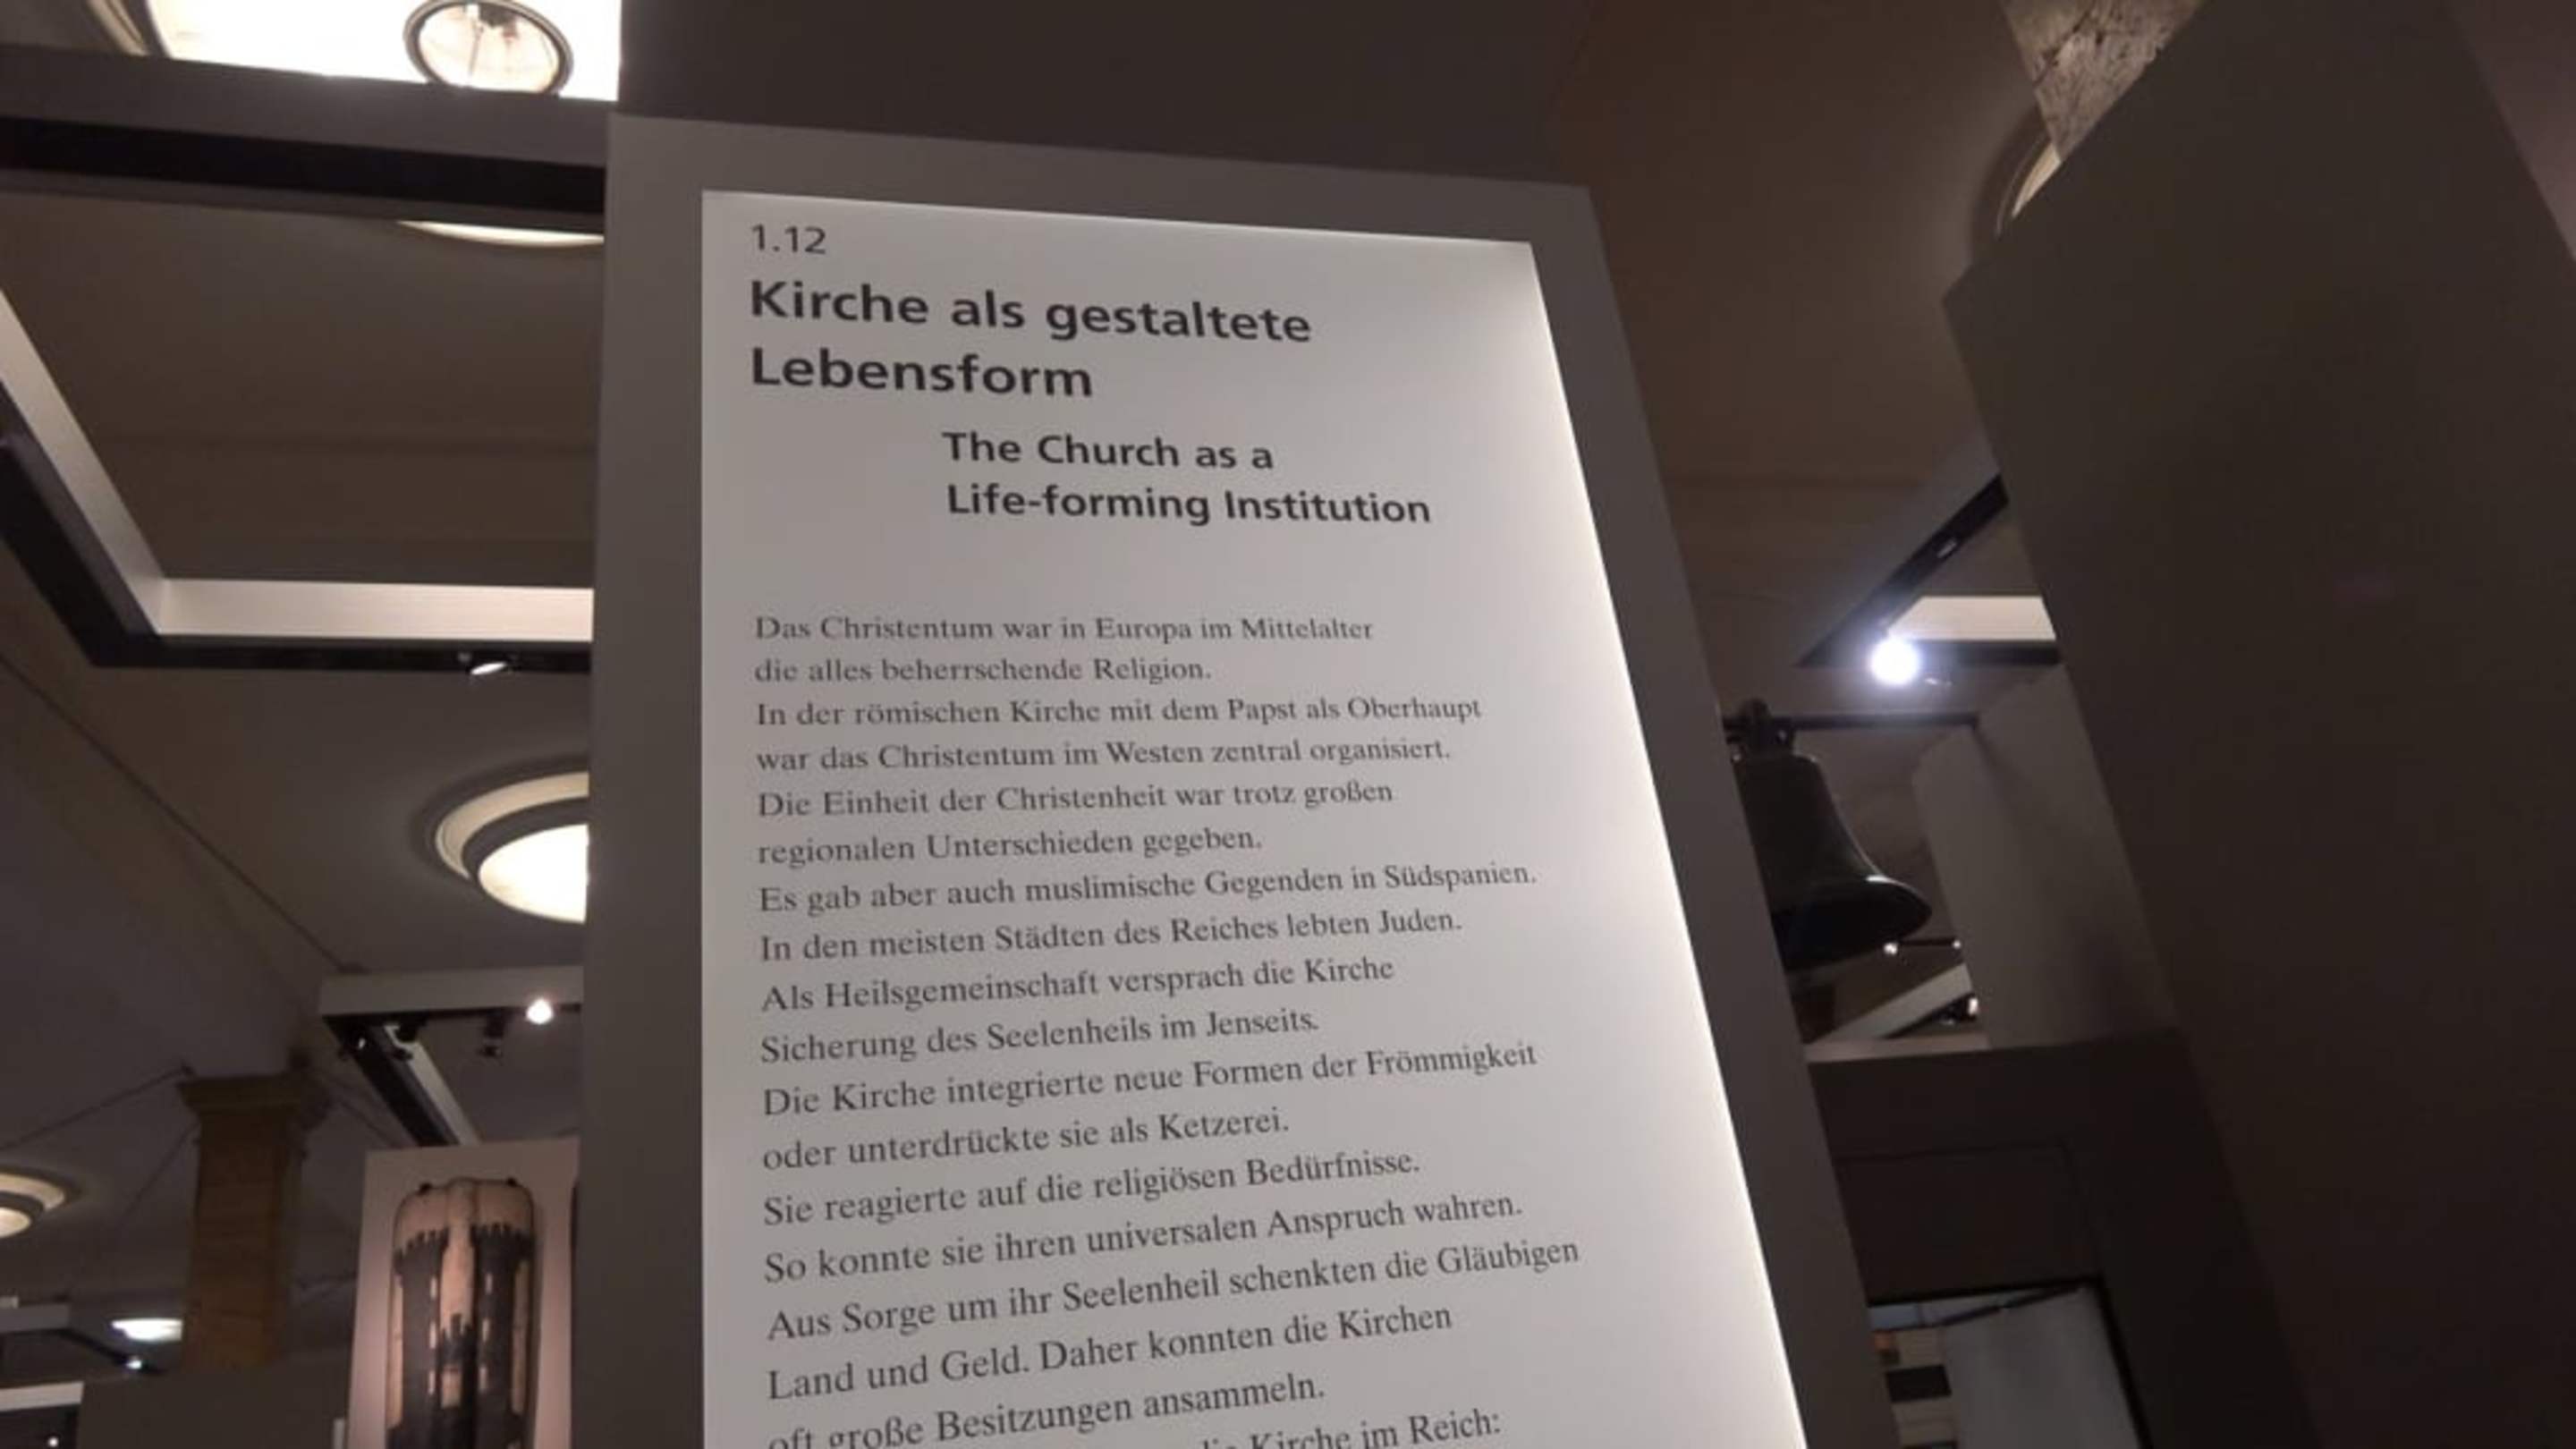 1.12
Kirche als gestaltete
Lebensform
The Church as a
Life-forming Institution
Das Christentum war in Europa im Mittelalter
die alles beherrschende Religion.
In der römischen Kirche mit dem Papst als Oberhaupt
war das Christentum im Westen zentral organisiert.
Die Einheit der Christenheit war trotz großen
regionalen Unterschieden gegeben.
Es gab aber auch muslimische Gegenden in Südspanien.
In den meisten Städten des Reiches lebten Juden.
Als Heilsgemeinschaft versprach die Kirche
Sicherung des Seelenheils im Jenseits.
Die Kirche integrierte neue Formen der Frömmigkeit
oder unterdrückte sie als Ketzerei.
Sie reagierte auf die religiösen Bedürfnisse.
So konnte sie ihren universalen Anspruch wahren.
Aus Sorge um ihr Seelenheil schenkten die Gläubigen
Land und Geld. Daher konnten die Kirchen
oft große Besitzungen ansammeln.
Kirche im Reich: